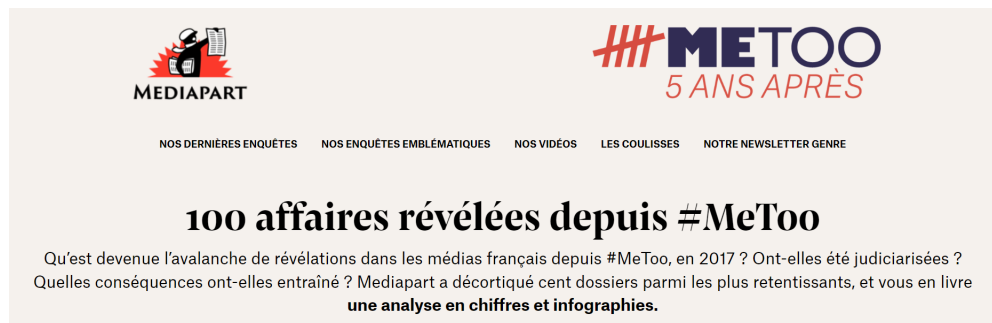 MEDIAPART
#METOO
5 ANS APRÈS
NOS DERNIÈRES ENQUÊTES NOS ENQUÊTES EMBLÉMATIQUES NOS VIDÉOS LES COULISSES NOTRE NEWSLETTER GENRE
100 affaires révélées depuis #MeToo
Qu’est devenue l’avalanche de révélations dans les médias français depuis #MeToo, en 2017 ? Ont-elles été judiciarisées ?
Quelles conséquences ont-elles entraîné ? Mediapart a décortiqué cent dossiers parmi les plus retentissants, et vous en livre
une analyse en chiffres et infographies.